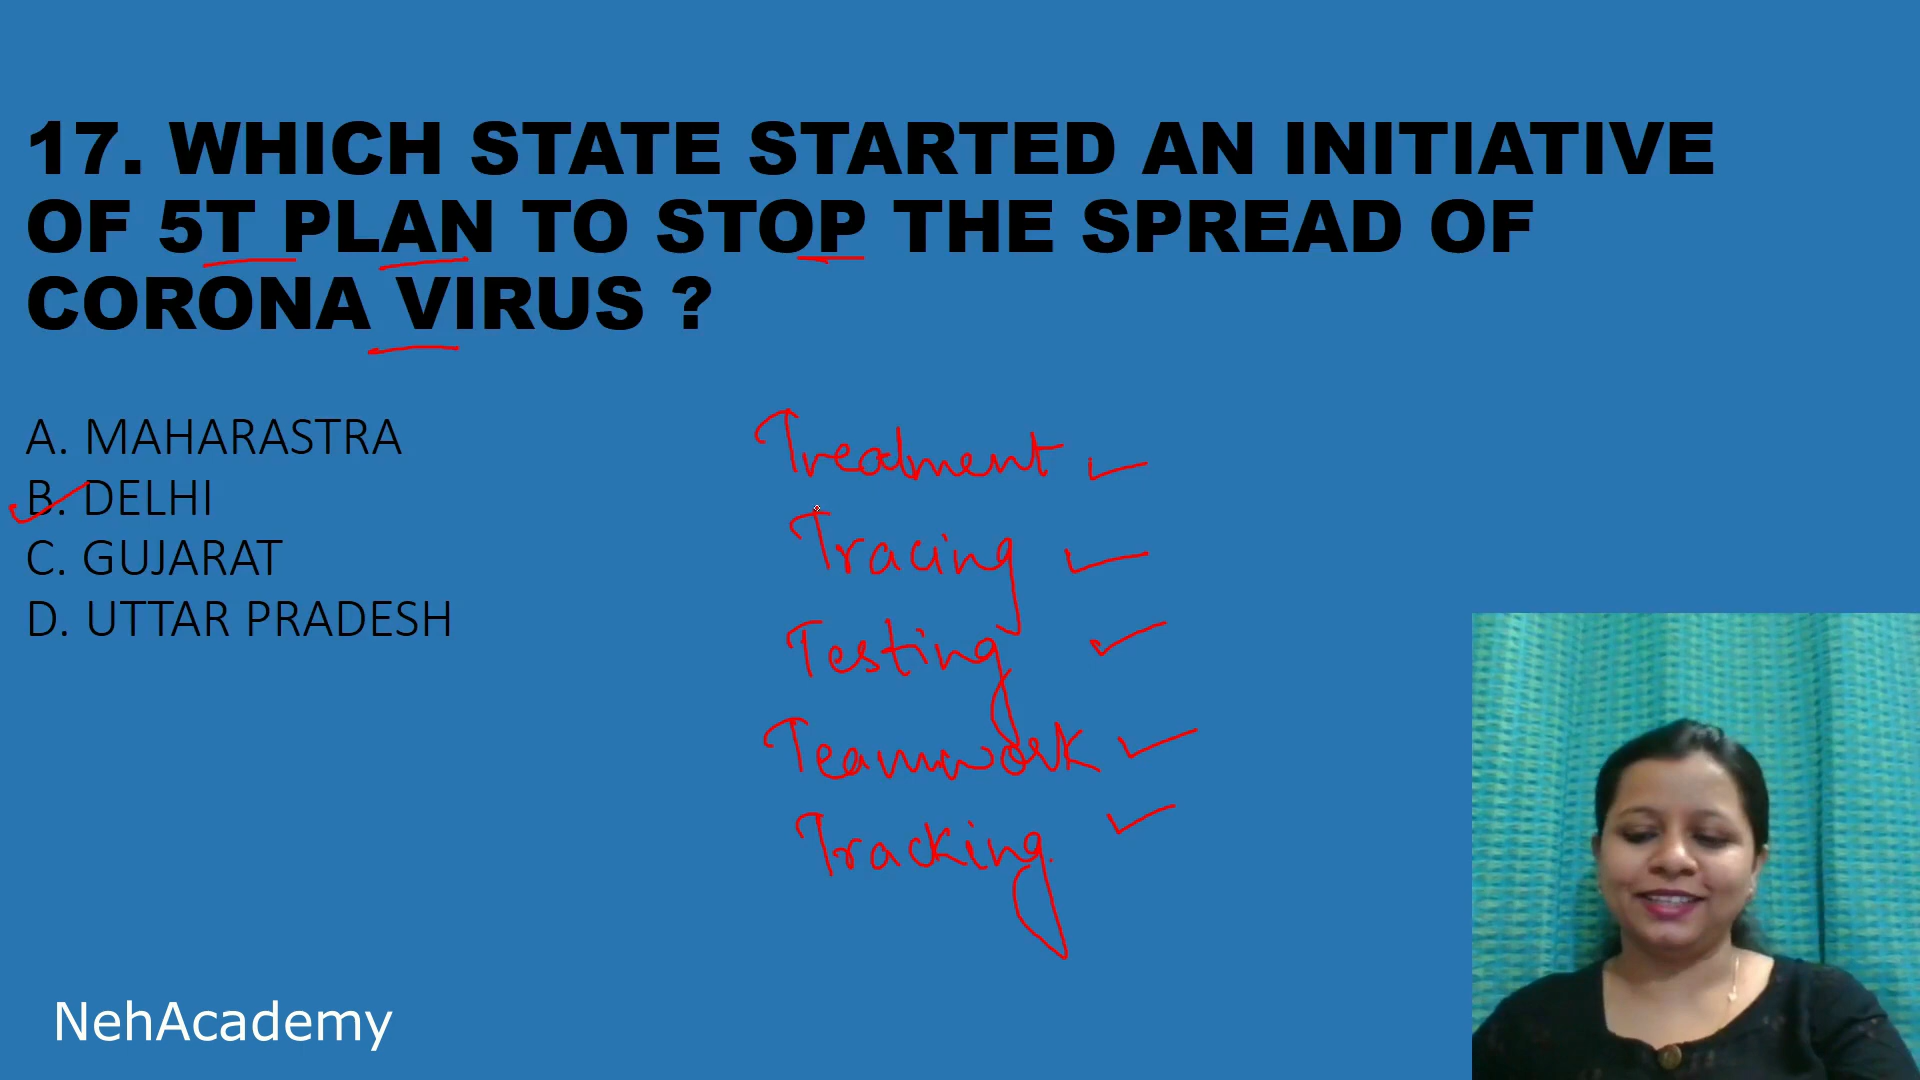 17. WHICH STATE STARTED AN INITIATIVE
OF 5T PLAN TO STOP THE SPREAD OF
CORONA VIRUS ?
A. MAHARASTRA
B. DELHI
C. GUJARAT
D. UTTAR PRADESH
Treatment
Tracing
Testing
Teamwork
Tracking
NehAcademy